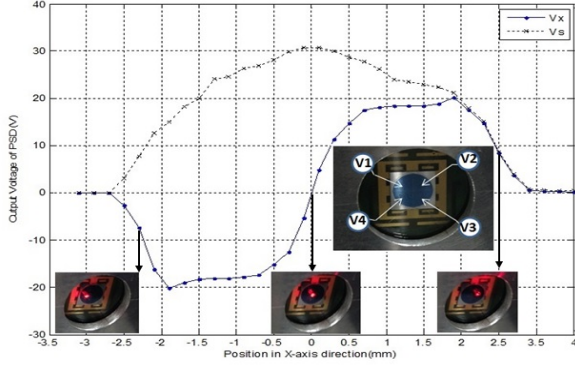 40
30
20
10
0
-10
-20
-30
Output Voltage of PSD(V)
Vx
Vs
V1
V2
V4
V3
-3.5 -3 -2.5 -2 -1.5 -1 -0.5 0 0.5 1 1.5 2 2.5 3 3.5 4
Position in X-axis direction(mm)